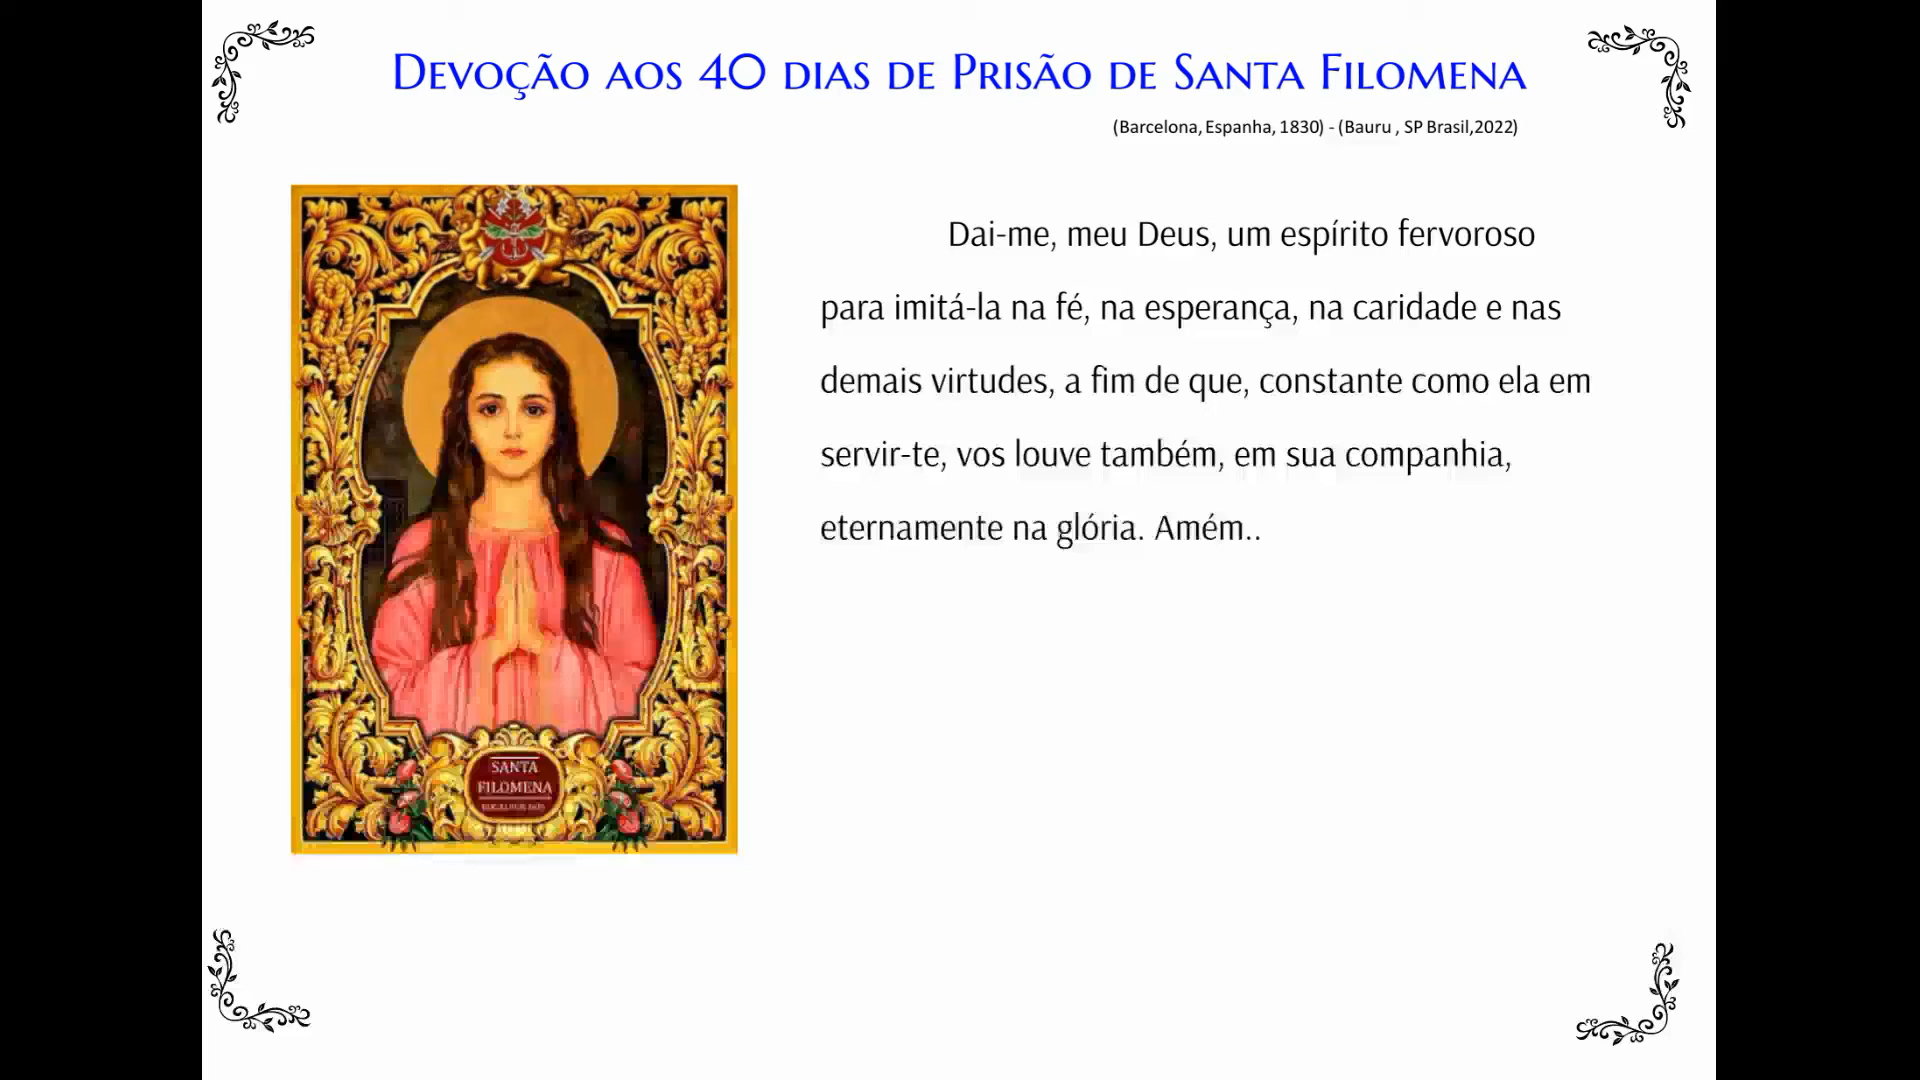 Devoção aos 40 dias de Prisão de Santa Filomena
(Barcelona, Espanha, 1830) - (Bauru , SP Brasil,2022)
Dai-me, meu Deus, um espírito fervoroso
para imitá-la na fé, na esperança, na caridade e nas
demais virtudes, a fim de que, constante como ela em
servir-te, vos louve também, em sua companhia,
eternamente na glória. Amém..
SANTA
FILOMENA